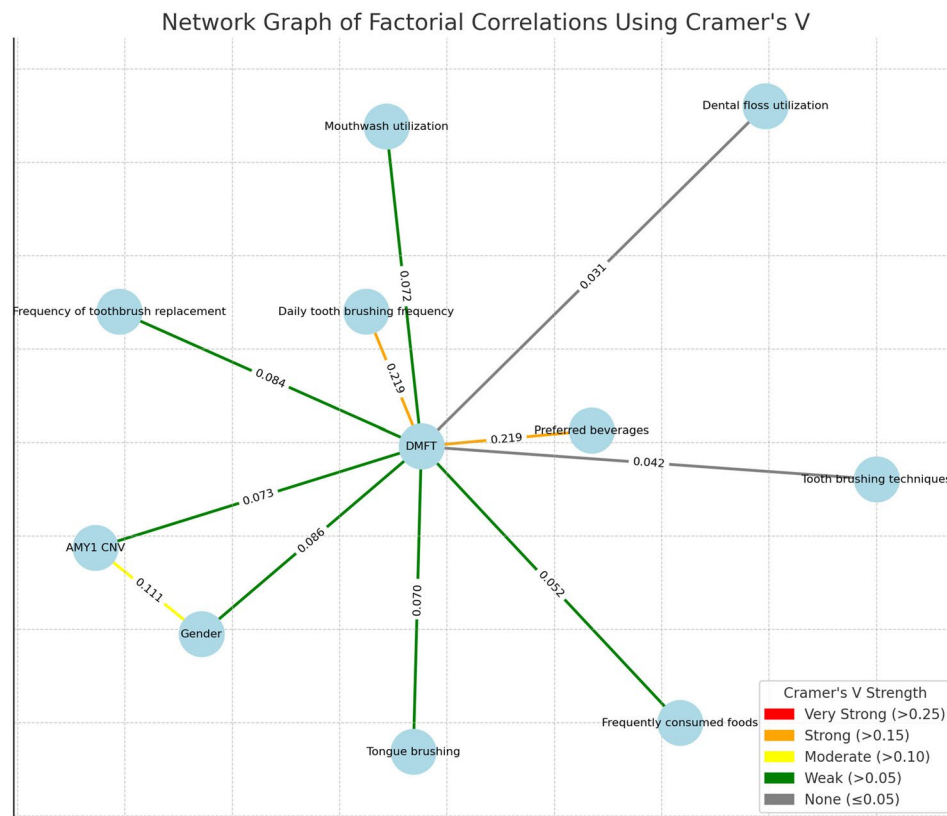 Network Graph of Factorial Correlations Using Cramer's V
Dental floss utilization
Mouthwash utilization
0.031
0.072
Frequency of toothbrush replacement
Daily tooth brushing frequency
0.084
0.219
Preferred beverages
DMFT
0.219
0.042
Tooth brushing techniques
0.073
0.086
AMY1 CNV
0.111
0.052
0.070
Gender
Frequently consumed foods
Tongue brushing
Cramer's V Strength
Very Strong (>0.25)
Strong (>0.15)
Moderate (>0.10)
Weak (>0.05)
None (≤0.05)